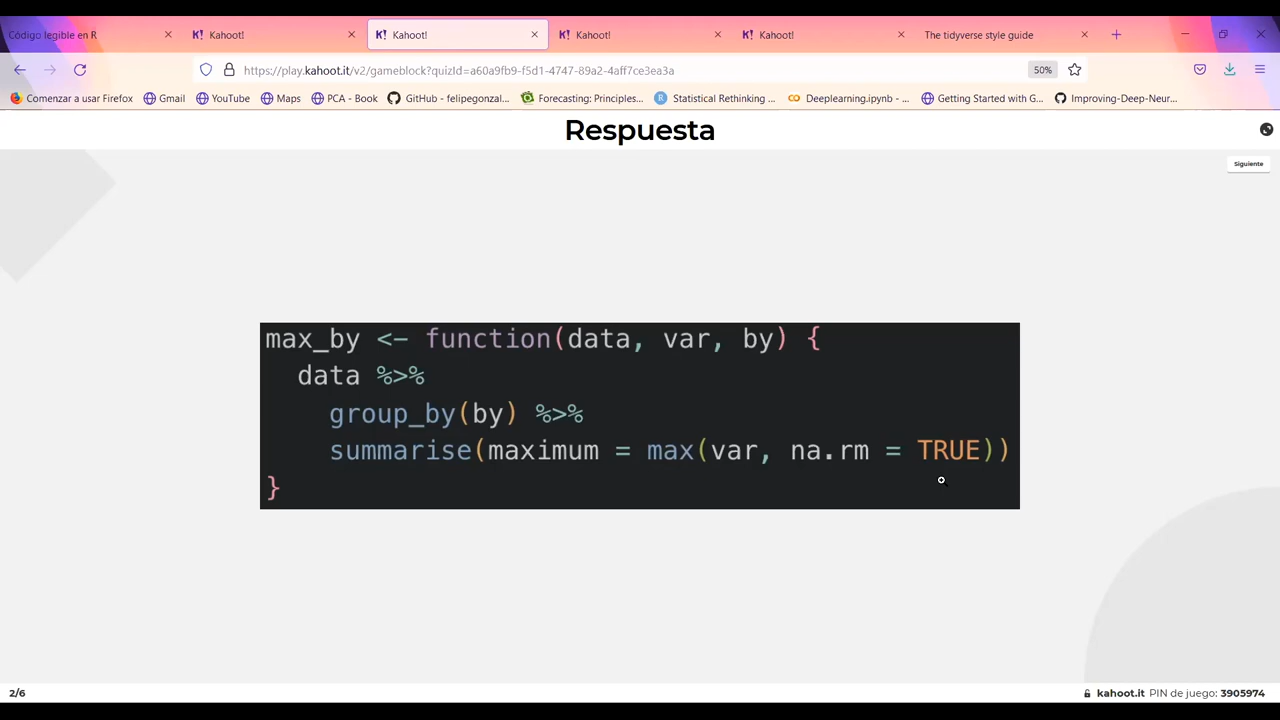 Código legible en R
K! Kahoot!
K! Kahoot!
K! Kahoot!
K! Kahoot!
The tidyverse style guide
https://play.kahoot.it/v2/gameblock?quizId=a60a9fb9-f5d1-4747-89a2-4aff7ce3ea3a
50%
Comenzar a usar Firefox
Gmail
YouTube
Maps
PCA - Book
GitHub - felipegonzal...
Forecasting: Principles...
R Statistical Rethinking ...
Deeplearning.ipynb - ...
Getting Started with G...
Improving-Deep-Neur...
Respuesta
Siguiente
max_by <- function(data, var, by) {
  data %>%
    group_by(by) %>%
    summarise(maximum = max(var, na.rm = TRUE))
}
2/6
kahoot.it PIN de juego: 3905974